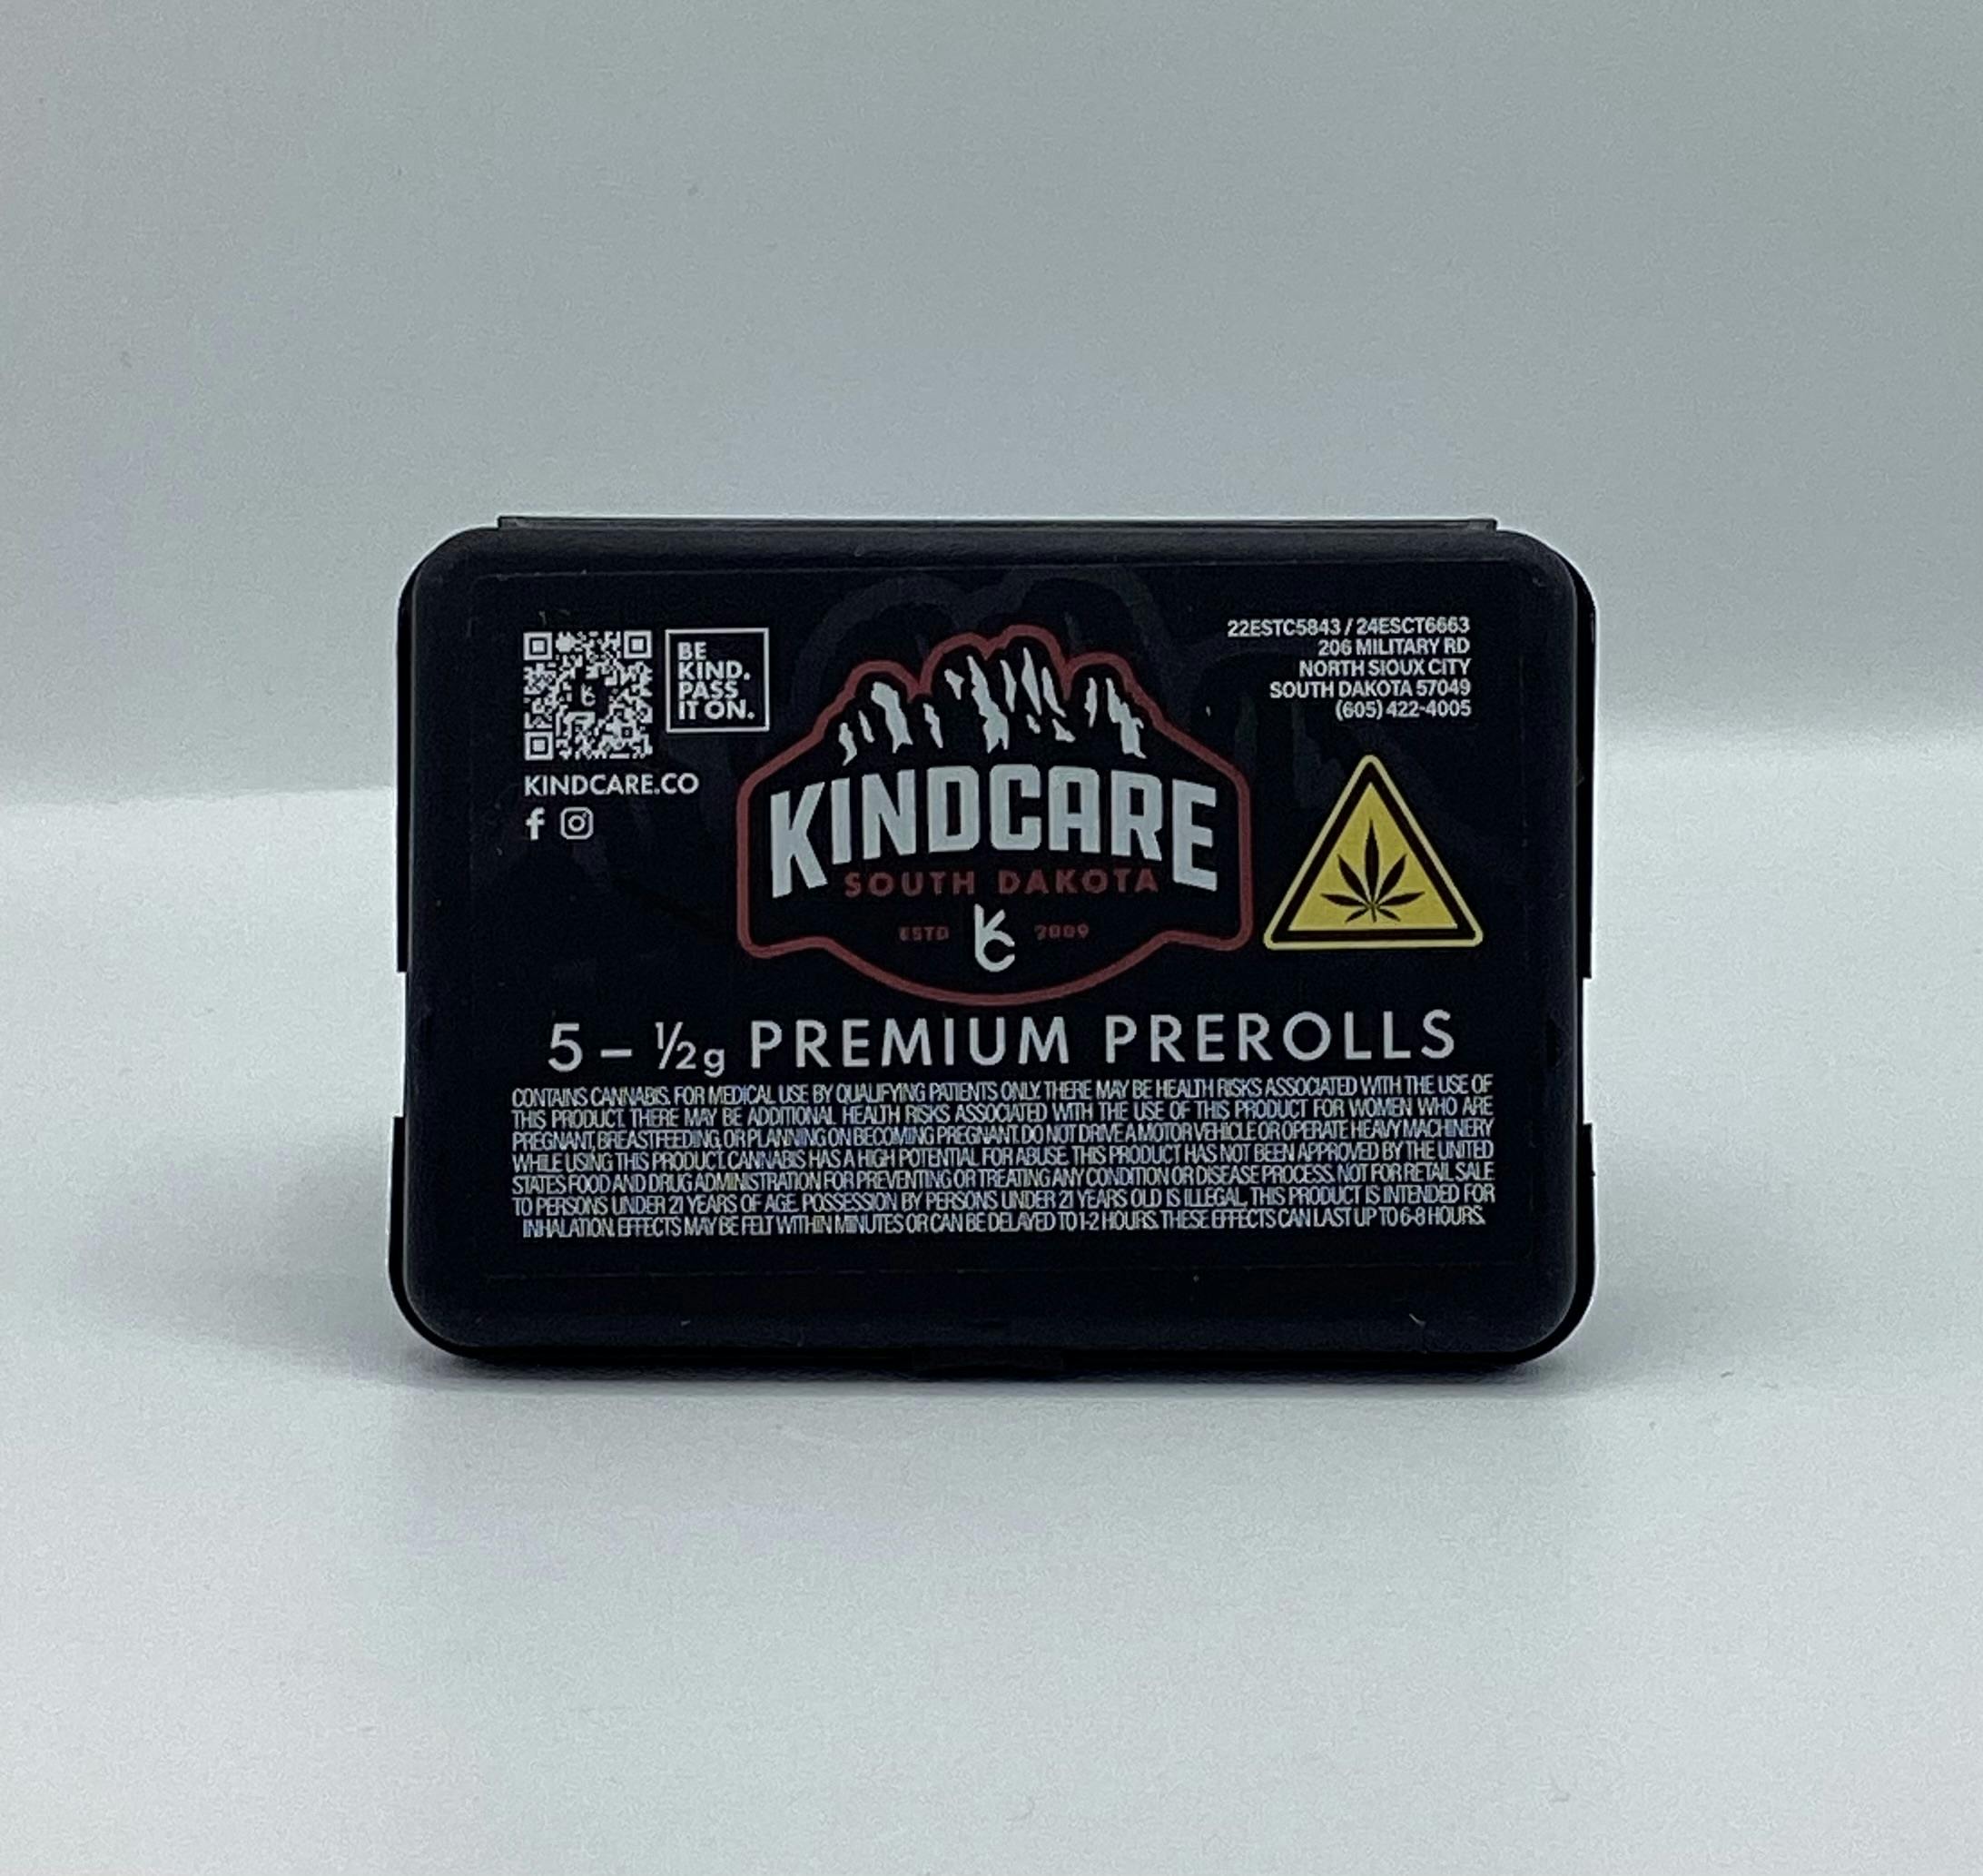 BE
KIND.
PASS
IT ON.
KINDCARE.CO
22ESTC5843 / 24ESCT6663
206 MILITARY RD
NORTH SIOUX CITY
SOUTH DAKOTA 57049
(605) 422-4005
KINDCARE
SOUTH DAKOTA
ESTD KC 2009
5 – ½g PREMIUM PREROLLS
CONTAINS CANNABIS. FOR MEDICAL USE BY QUALIFYING PATIENTS ONLY. THERE MAY BE HEALTH RISKS ASSOCIATED WITH THE USE OF
THIS PRODUCT. THERE MAY BE ADDITIONAL HEALTH RISKS ASSOCIATED WITH THE USE OF THIS PRODUCT FOR WOMEN WHO ARE
PREGNANT, BREASTFEEDING, OR PLANNING ON BECOMING PREGNANT. DO NOT DRIVE A MOTOR VEHICLE OR OPERATE HEAVY MACHINERY
WHILE USING THIS PRODUCT. CANNABIS HAS A HIGH POTENTIAL FOR ABUSE. THIS PRODUCT HAS NOT BEEN APPROVED BY THE UNITED
STATES FOOD AND DRUG ADMINISTRATION FOR PREVENTING OR TREATING ANY CONDITION OR DISEASE PROCESS. NOT FOR RETAIL SALE
TO PERSONS UNDER 21 YEARS OF AGE. POSSESSION BY PERSONS UNDER 21 YEARS OLD IS ILLEGAL. THIS PRODUCT IS INTENDED FOR
INHALATION. EFFECTS MAY BE FELT WITHIN MINUTES OR CAN BE DELAYED TO 1-2 HOURS. THESE EFFECTS CAN LAST UP TO 6-8 HOURS.